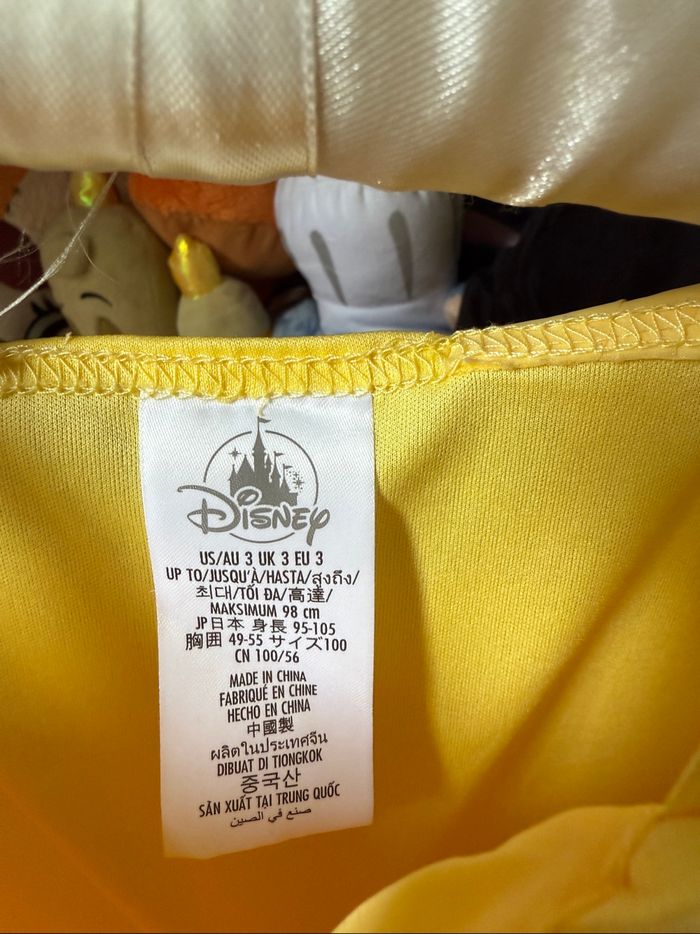 Disney
US/AU 3 UK 3 EU 3
UP TO/JUSQU'À/HASTA/สูงถึง/
최대/TỐI ĐA/高達/
MAKSIMUM 98 cm
JP日本 身長 95-105
胸囲 49-55 サイズ100
CN 100/56
MADE IN CHINA
FABRIQUÉ EN CHINE
HECHO EN CHINA
中國製
ผลิตในประเทศจีน
DIBUAT DI TIONGKOK
중국산
SẢN XUẤT TẠI TRUNG QUỐC
صنع في الصين